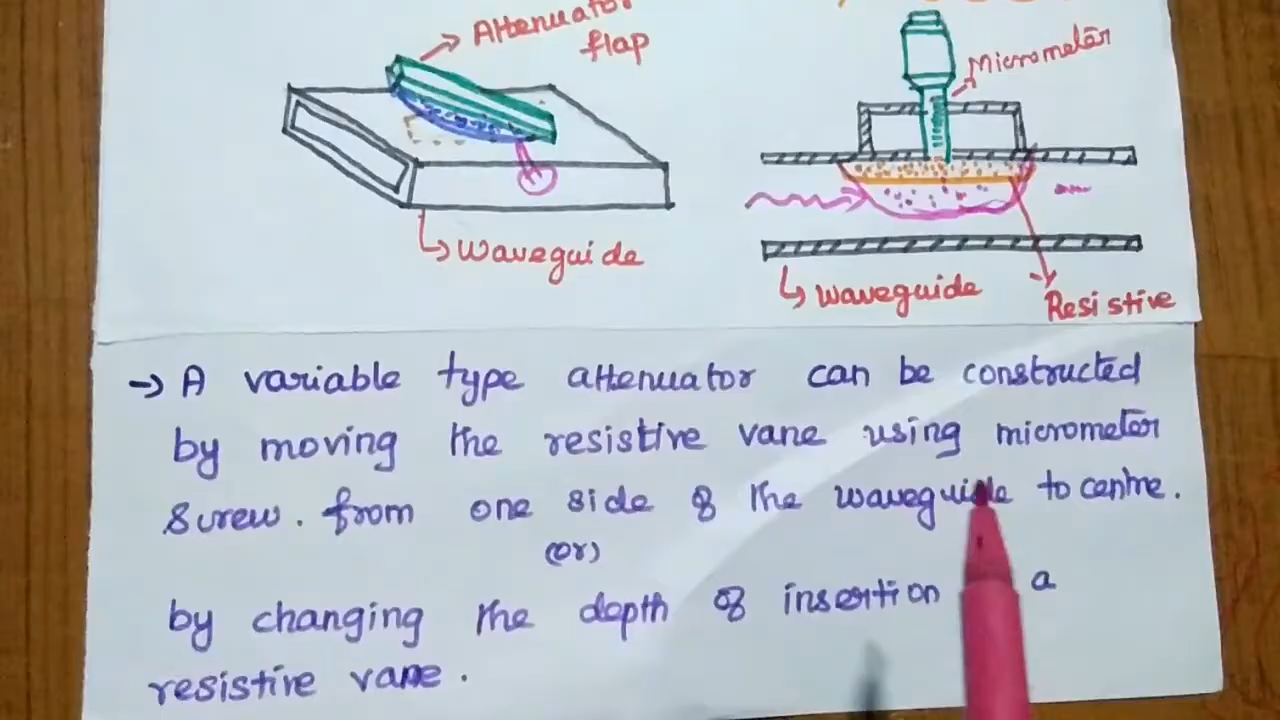 Attenuator
flap
Micrometer
Waveguide
waveguide
Resistive
→ A variable type attenuator can be constructed
by moving the resistive vane using micrometer
screw. from one side of the waveguide to centre.
(or)
by changing the depth of insertion a
resistive vane.